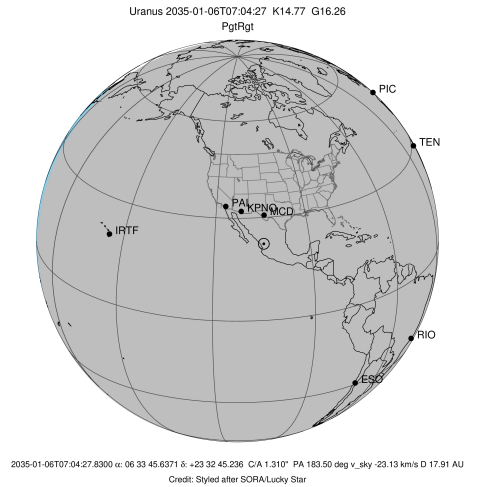 Uranus 2035-01-06T07:04:27 K14.77 G16.26
PgtRgt
PIC
TEN
PAL
KPNO
MCD
IRTF
RIO
ESO
2035-01-06T07:04:27.8300 α: 06 33 45.6371 δ: +23 32 45.236 C/A 1.310" PA 183.50 deg v_sky -23.13 km/s D 17.91 AU
Credit: Styled after SORA/Lucky Star